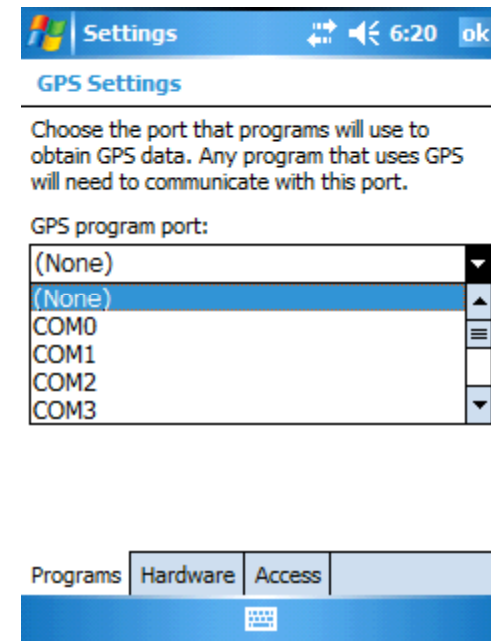 Settings 6:20 ok
GPS Settings
Choose the port that programs will use to
obtain GPS data. Any program that uses GPS
will need to communicate with this port.
GPS program port:
(None)
(None)
COM0
COM1
COM2
COM3
Programs Hardware Access